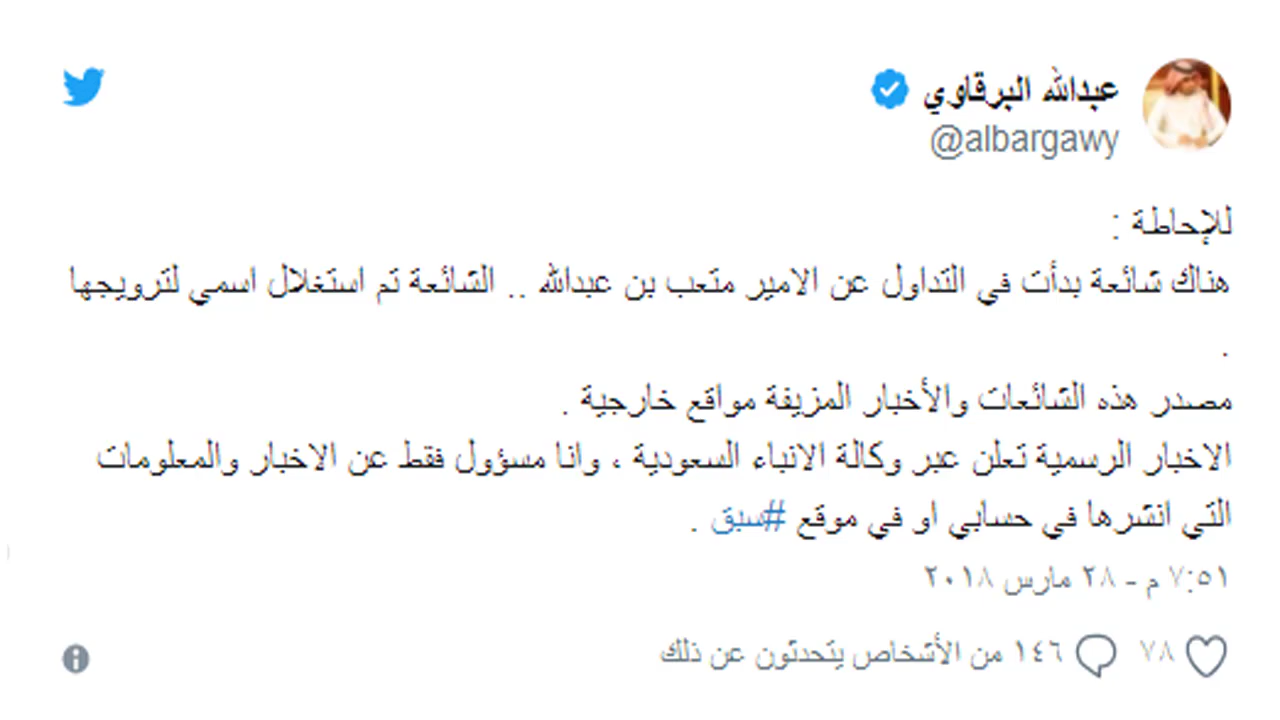 عبدالله البرقاوي
@albargawy
للإحاطة :
هناك شائعة بدأت في التداول عن الامير متعب بن عبدالله .. الشائعة تم استغلال اسمي لترويجها
.
مصدر هذه الشائعات والأخبار المزيفة مواقع خارجية .
الاخبار الرسمية تعلن عبر وكالة الانباء السعودية ، وانا مسؤول فقط عن الاخبار والمعلومات
التي انشرها في حسابي او في موقع #سبق .
٧:٥١ م - ٢٨ مارس ٢٠١٨
٧٨ ١٤٦ من الأشخاص يتحدثون عن ذلك